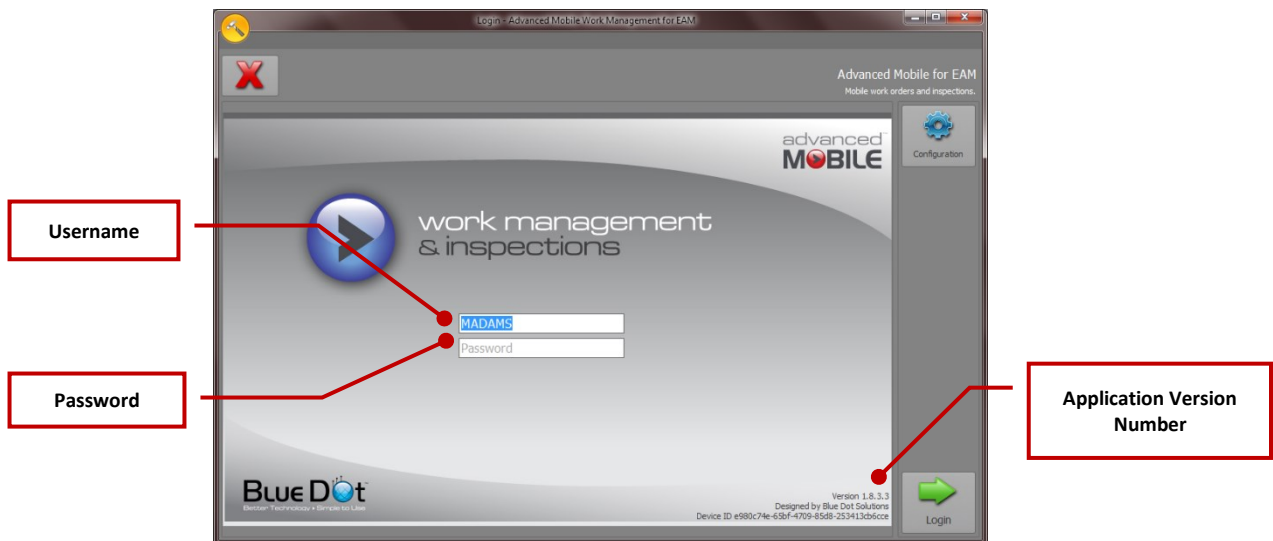 Login - Advanced Mobile Work Management for EAM
Advanced Mobile for EAM
Mobile work orders and inspections.
advanced
MOBILE
Configuration
work management
& inspections
Username
MADAMS
Password
Password
Application Version
Number
BLUE DOT
Better Technology • Simple to Use
Version 1.8.3.3
Designed by Blue Dot Solutions
Device ID e980c74e-65bf-4709-85d8-253413cb6cce
Login